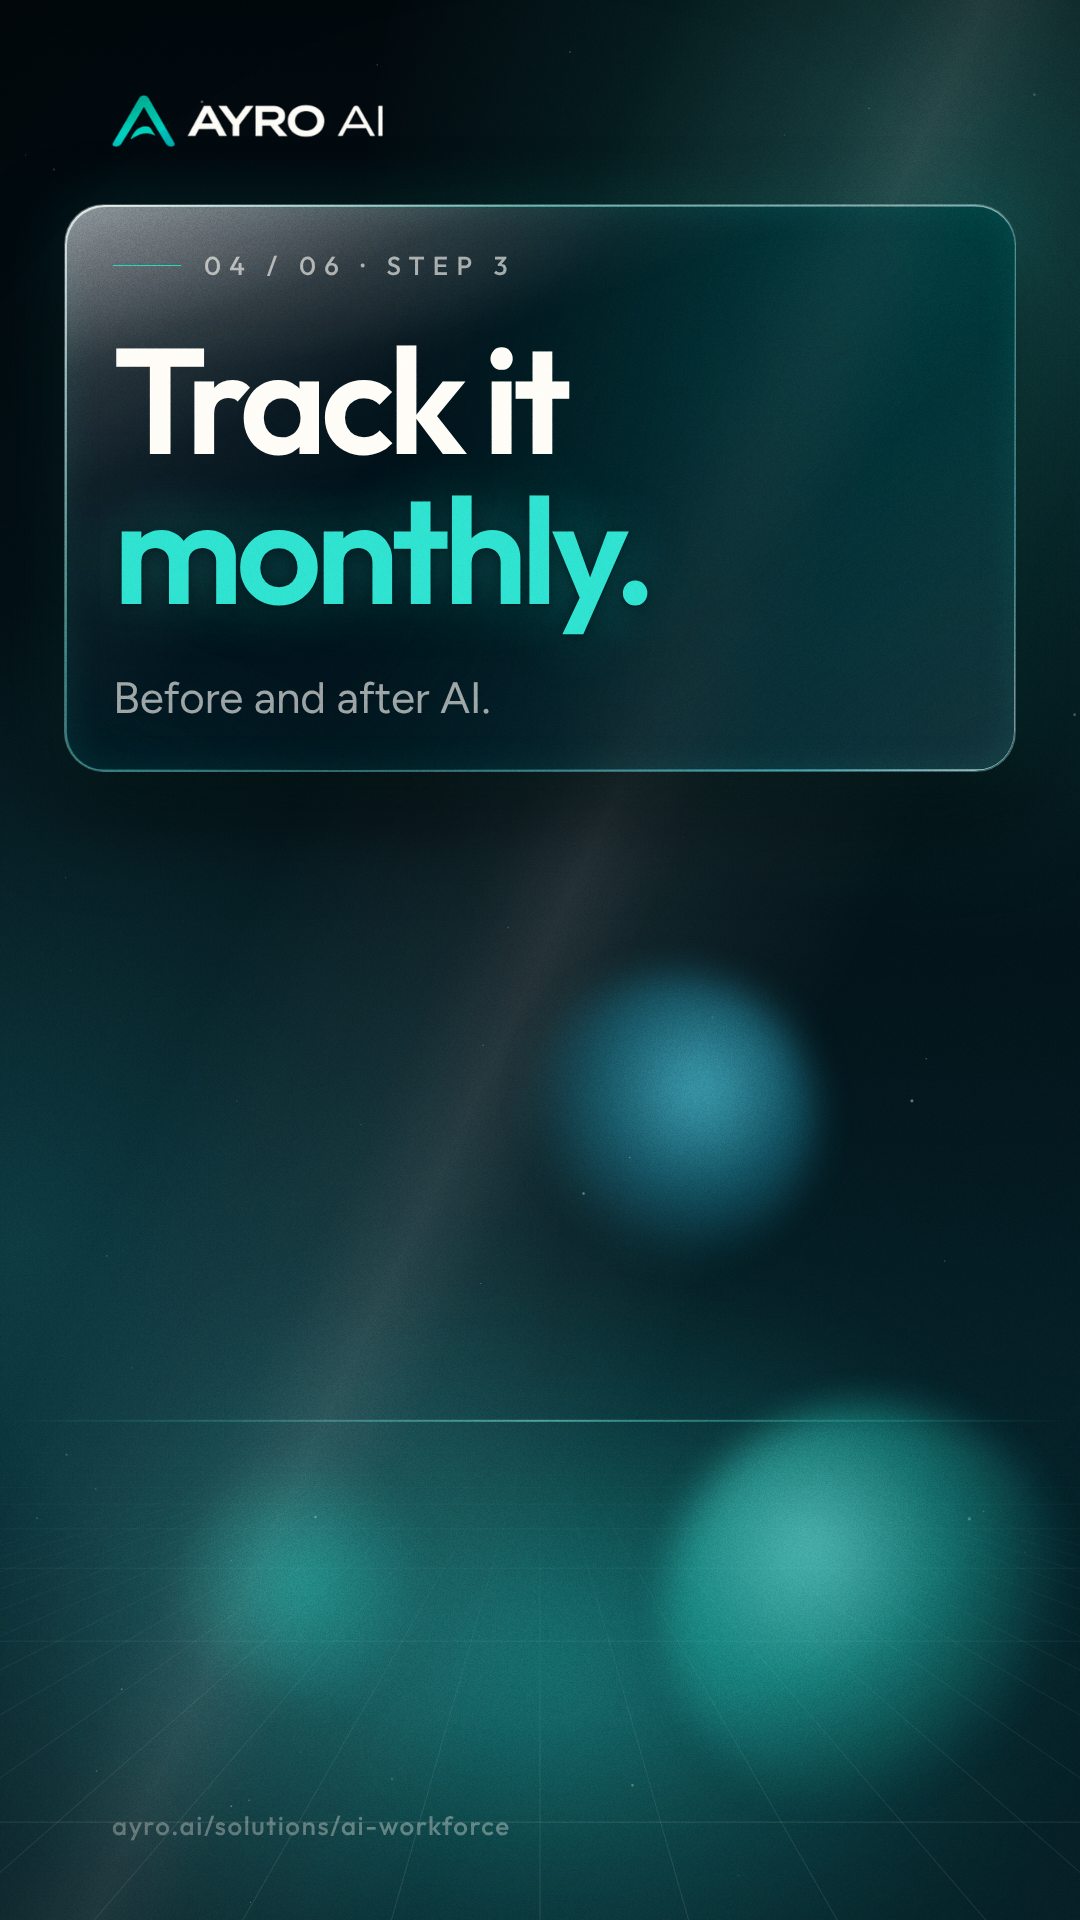 AYRO AI
04 / 06 · STEP 3
Track it
monthly.
Before and after AI.
ayro.ai/solutions/ai-workforce